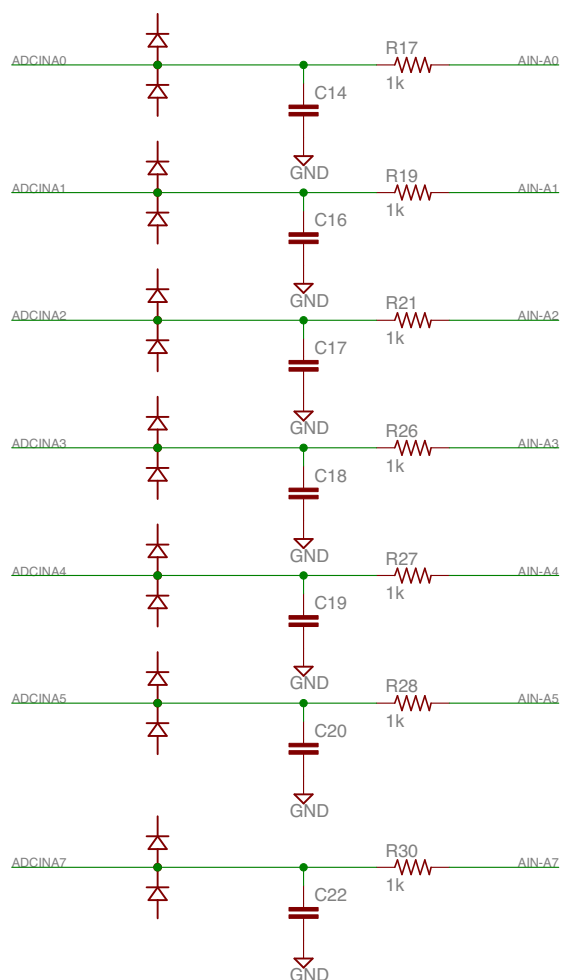 R17
ADCINA0 AIN-A0
1k
C14
GND
R19
ADCINA1 AIN-A1
1k
C16
GND
R21
ADCINA2 AIN-A2
1k
C17
GND
R26
ADCINA3 AIN-A3
1k
C18
GND
R27
ADCINA4 AIN-A4
1k
C19
GND
R28
ADCINA5 AIN-A5
1k
C20
GND
R30
ADCINA7 AIN-A7
1k
C22
GND